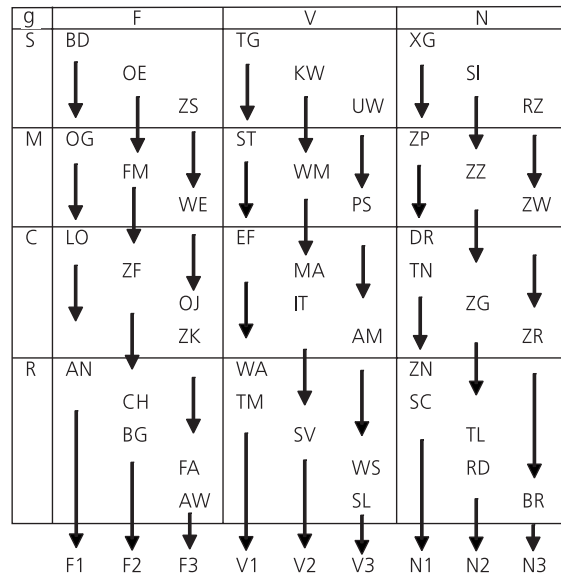 g F V N
S BD TG XG
OE KW SI
ZS UW RZ
M OG ST ZP
FM WM ZZ
WE PS ZW
C LO EF DR
ZF MA TN
OJ IT ZG
ZK AM ZR
R AN WA ZN
CH TM SC
BG SV TL
FA WS RD
AW SL BR
F1 F2 F3 V1 V2 V3 N1 N2 N3